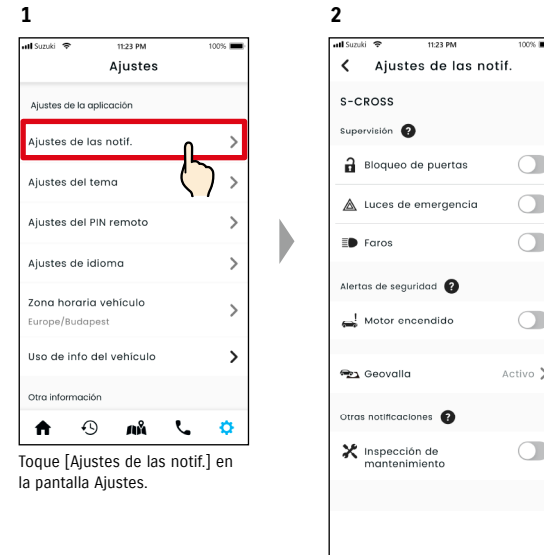 1
Suzuki 11:23 PM 100%
Ajustes
Ajustes de la aplicación
Ajustes de las notif.
Ajustes del tema
Ajustes del PIN remoto
Ajustes de idioma
Zona horaria vehículo
Europe/Budapest
Uso de info del vehículo
Otra información
Toque [Ajustes de las notif.] en
la pantalla Ajustes.
2
Suzuki 11:23 PM 100%
Ajustes de las notif.
S-CROSS
Supervisión ?
Bloqueo de puertas
Luces de emergencia
Faros
Alertas de seguridad ?
Motor encendido
Geovalla Activo
Otras notificaciones ?
Inspección de
mantenimiento